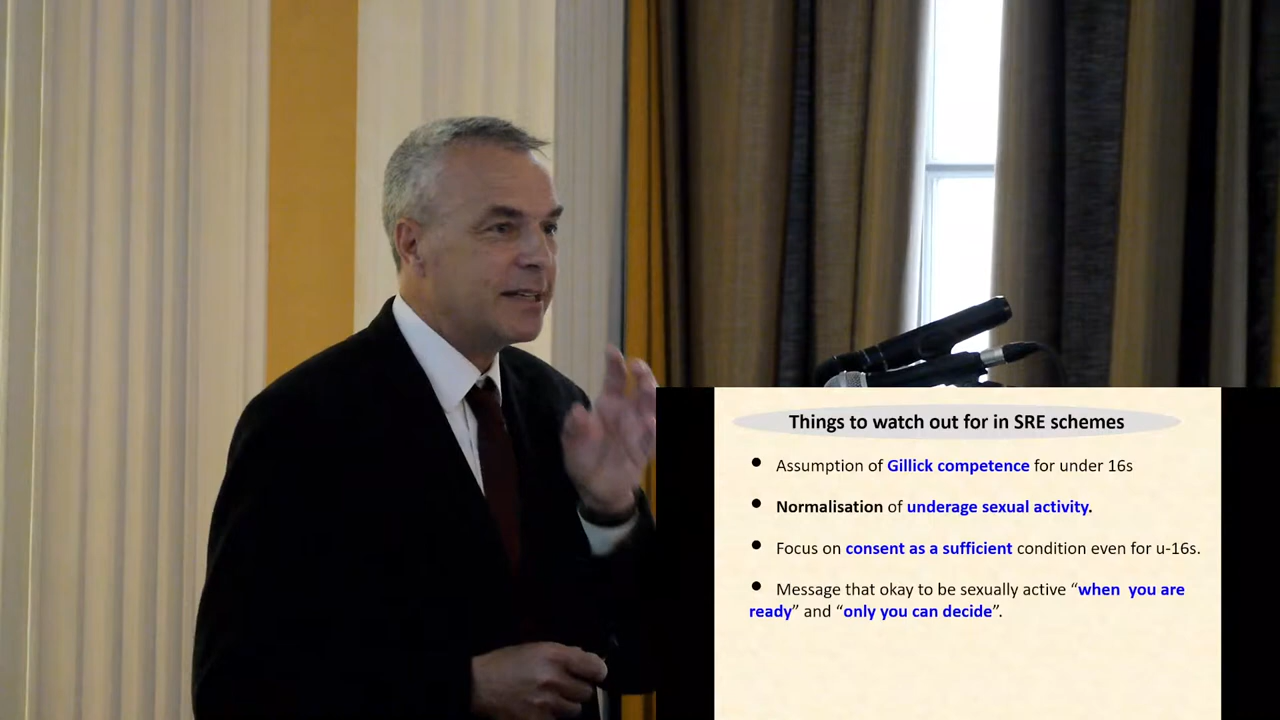 Things to watch out for in SRE schemes
• Assumption of Gillick competence for under 16s
• Normalisation of underage sexual activity.
• Focus on consent as a sufficient condition even for u-16s.
• Message that okay to be sexually active “when you are
ready” and “only you can decide”.